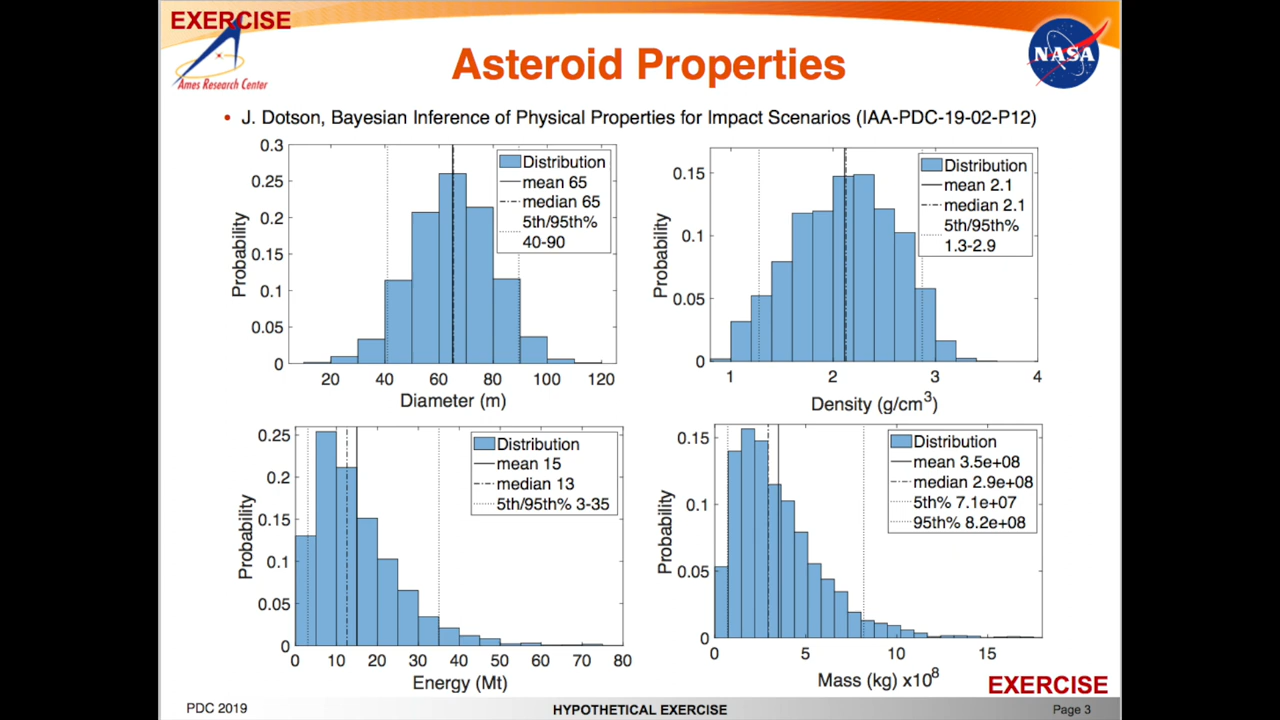 EXERCISE
Ames Research Center
NASA
Asteroid Properties
• J. Dotson, Bayesian Inference of Physical Properties for Impact Scenarios (IAA-PDC-19-02-P12)
0.3
0.25
0.2
0.15
0.1
0.05
0
Probability
20 40 60 80 100 120
Diameter (m)
Distribution
mean 65
median 65
5th/95th%
40-90
0.15
0.1
0.05
0
Probability
1 2 3 4
Density (g/cm³)
Distribution
mean 2.1
median 2.1
5th/95th%
1.3-2.9
0.25
0.2
0.15
0.1
0.05
0
Probability
0 10 20 30 40 50 60 70 80
Energy (Mt)
Distribution
mean 15
median 13
5th/95th% 3-35
0.15
0.1
0.05
0
Probability
0 5 10 15
Mass (kg) x10⁸
Distribution
mean 3.5e+08
median 2.9e+08
5th% 7.1e+07
95th% 8.2e+08
EXERCISE
PDC 2019
HYPOTHETICAL EXERCISE
Page 3